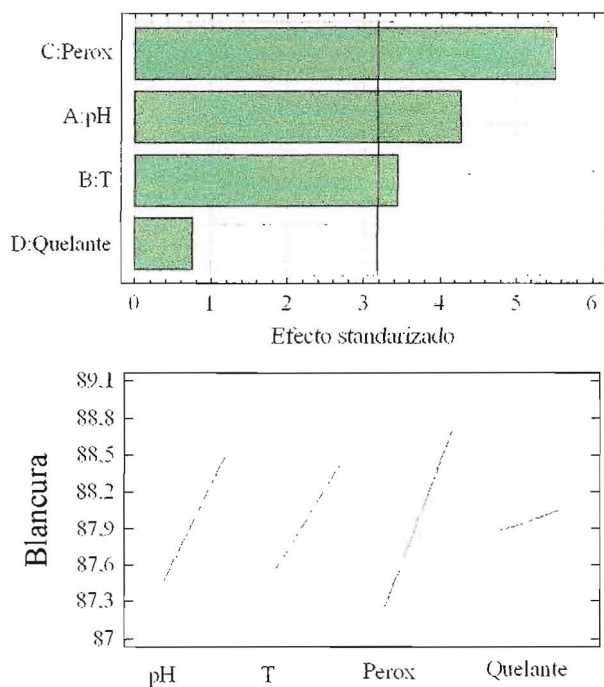 C:Perox
A:pH
B:T
D:Quelante
0 1 2 3 4 5 6
Efecto standarizado
Blancura
89.1
88.8
88.5
88.2
87.9
87.6
87.3
87
pH T Perox Quelante